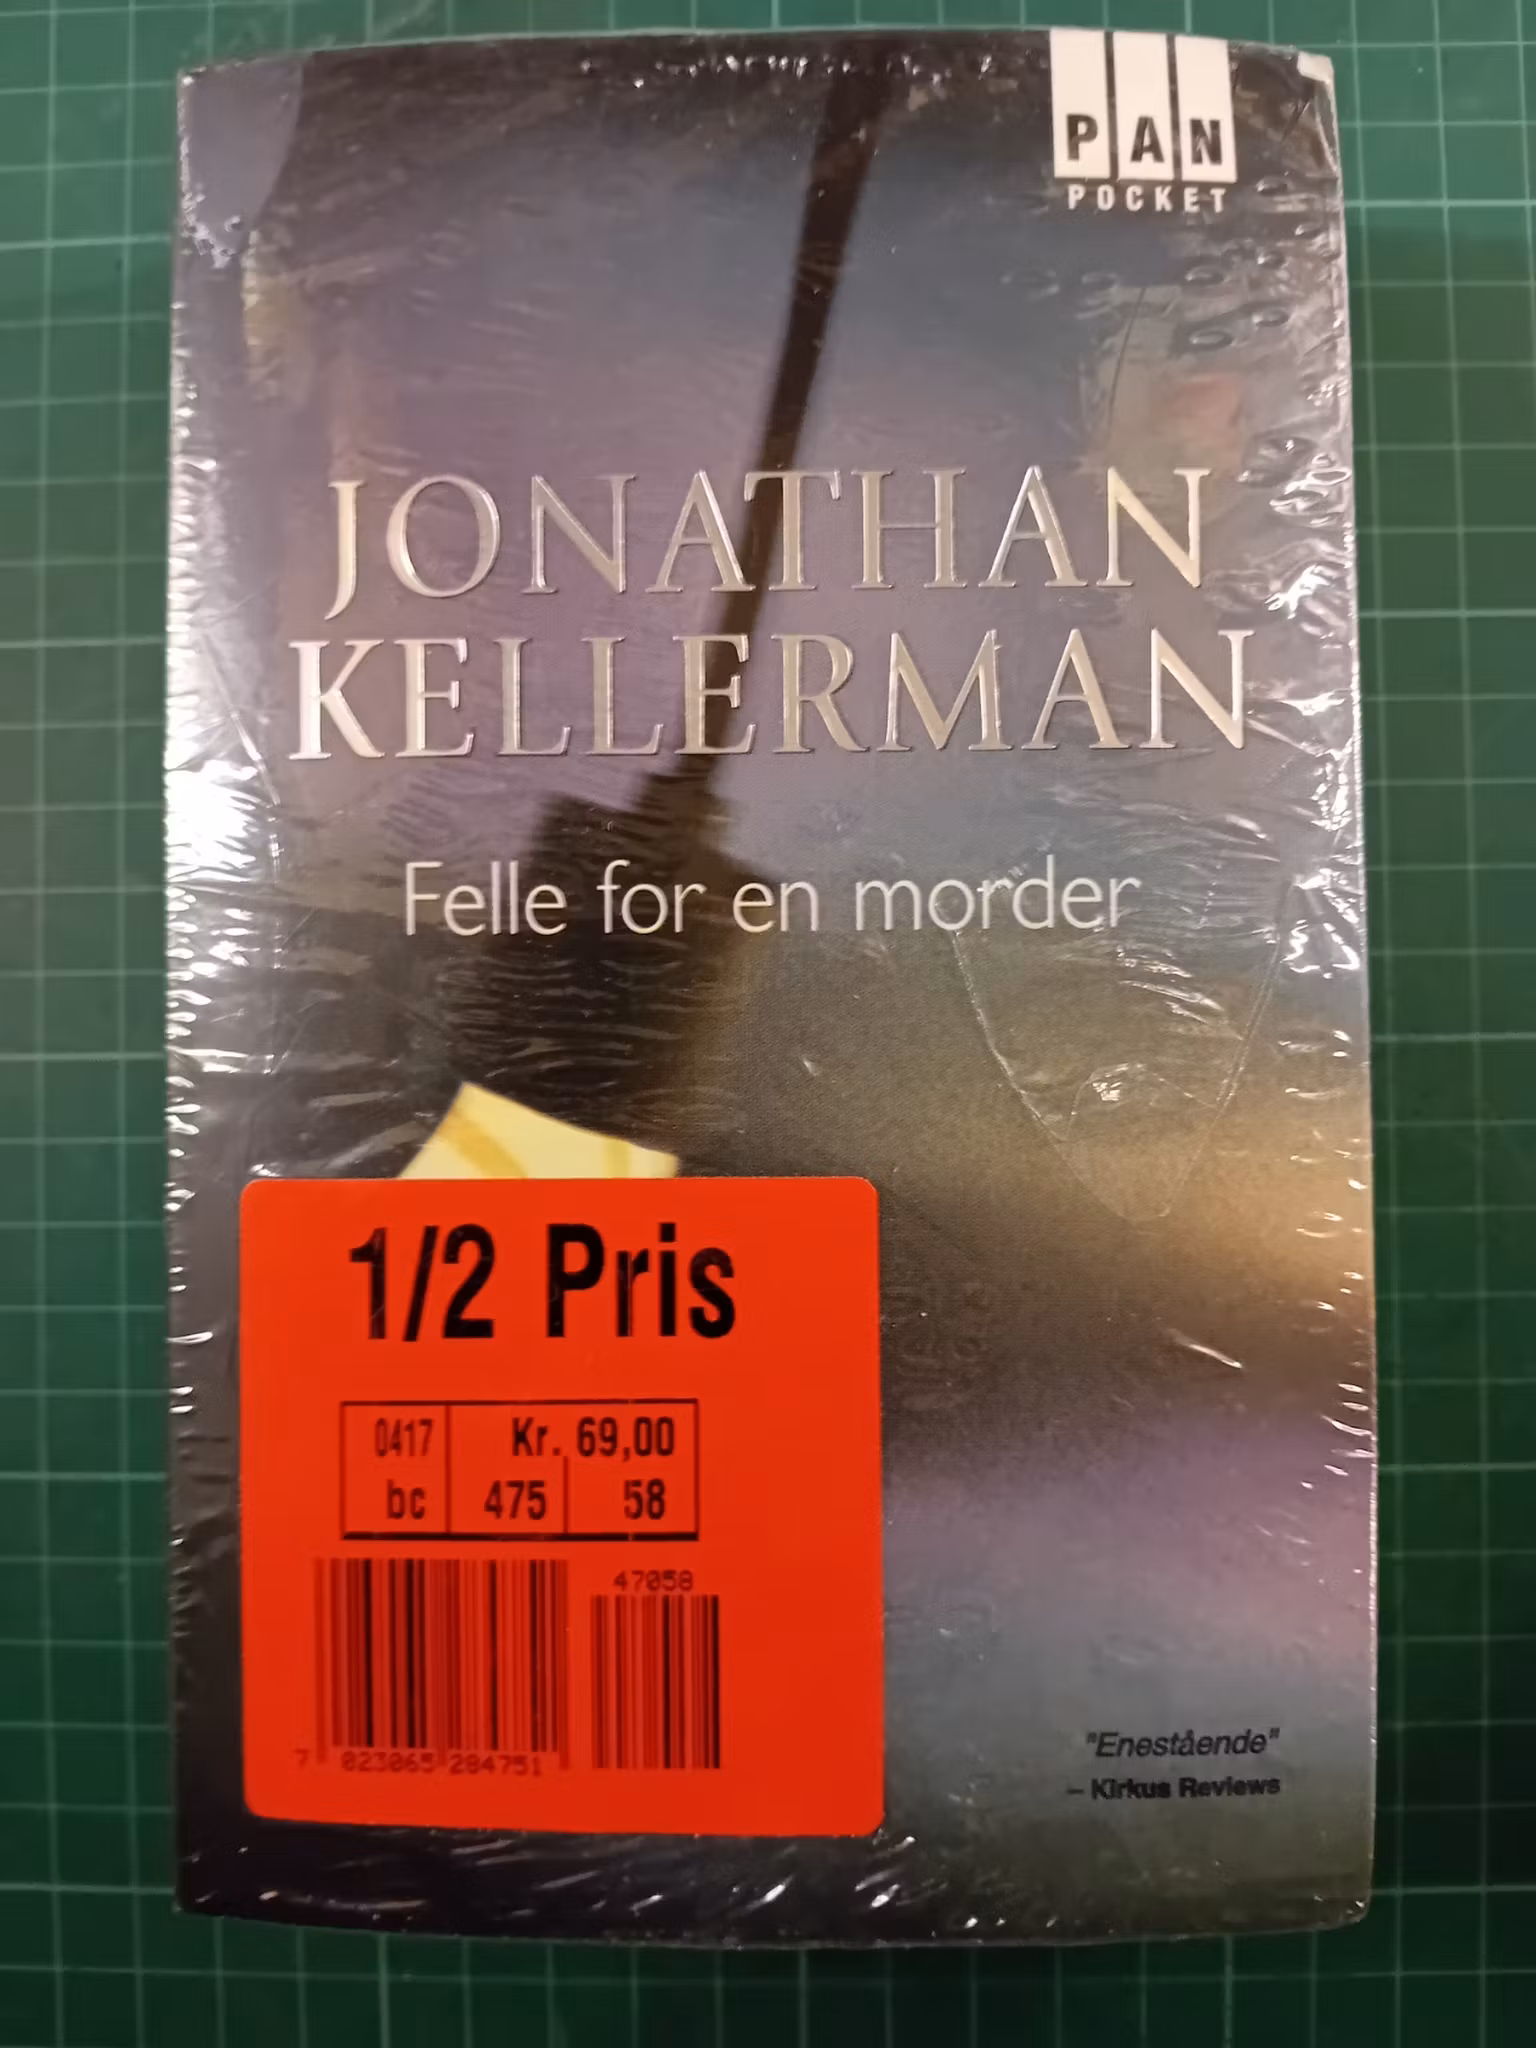 PAN
POCKET
JONATHAN
KELLERMAN
Felle for en morder
1/2 Pris
0417 Kr. 69,00
bc 475 58
47058
7 023065 284751
"Enestående"
– Kirkus Reviews